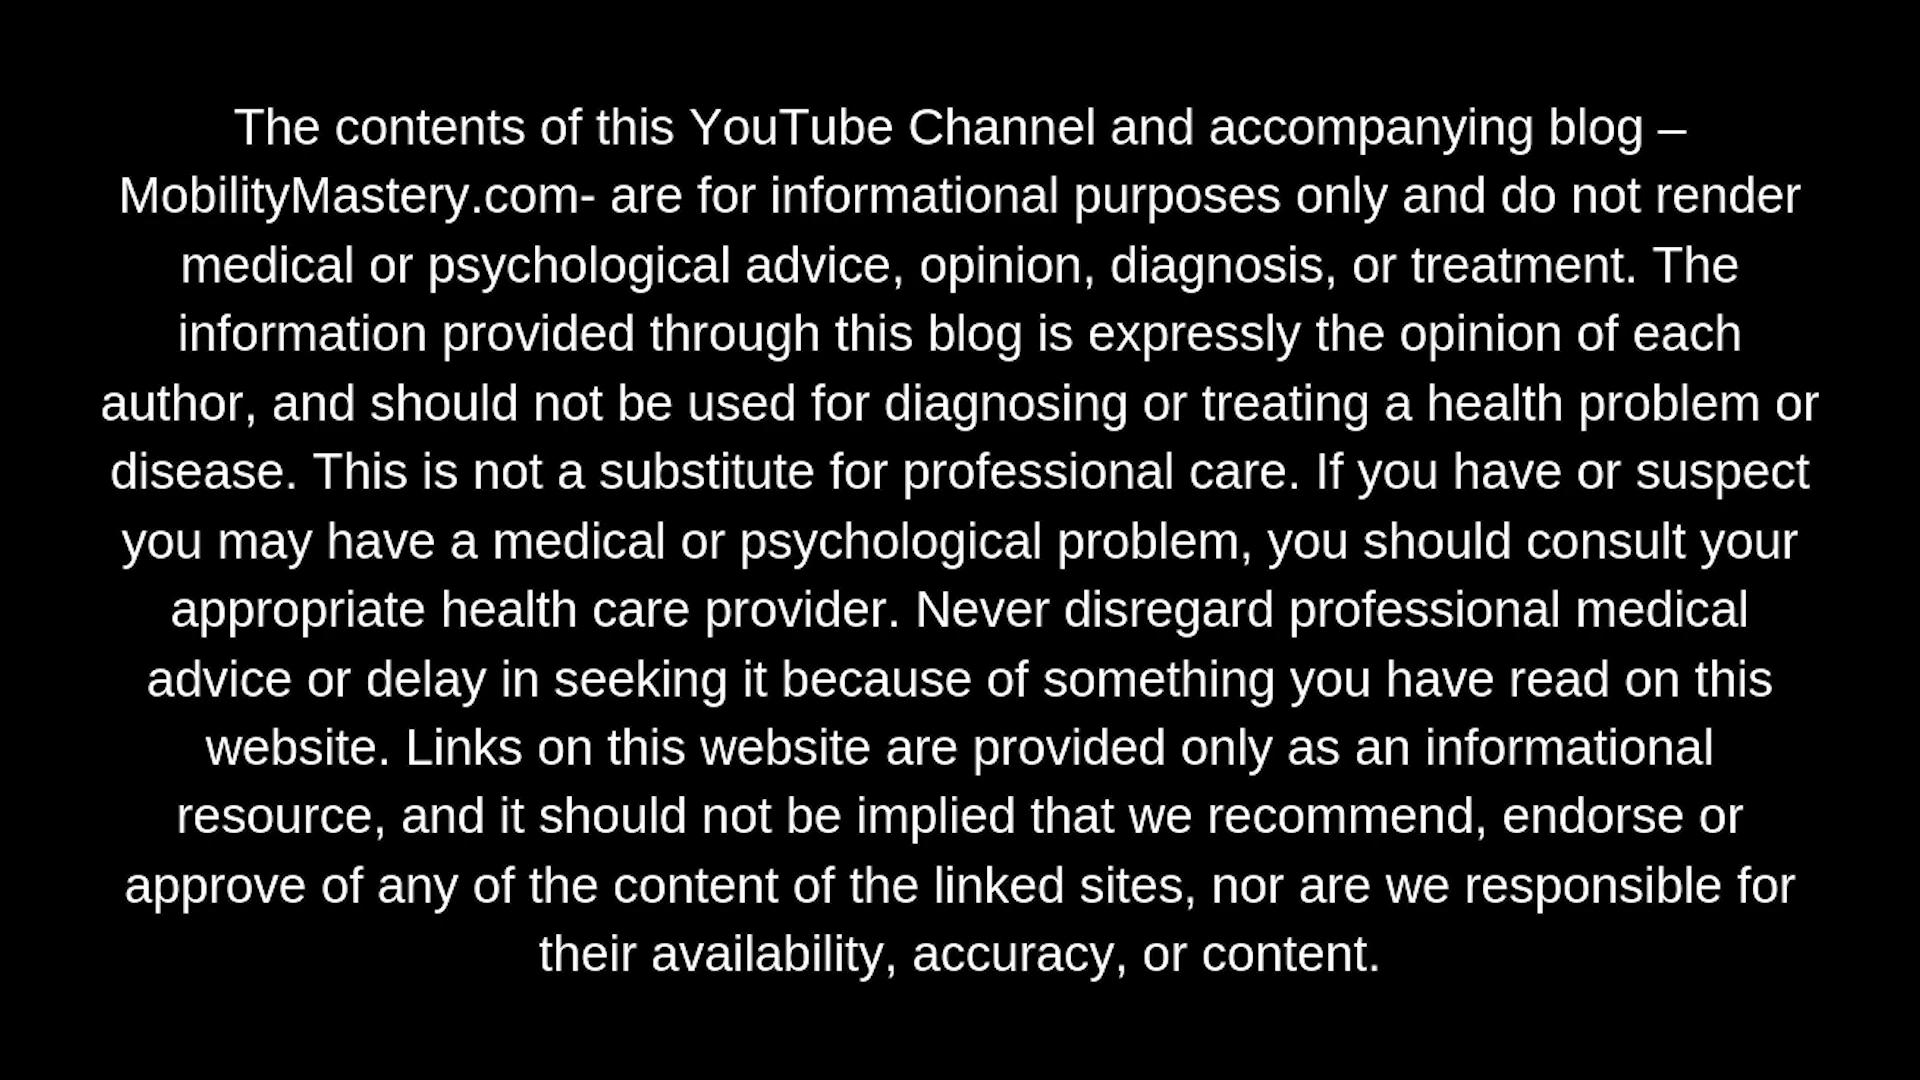 The contents of this YouTube Channel and accompanying blog –
MobilityMastery.com- are for informational purposes only and do not render
medical or psychological advice, opinion, diagnosis, or treatment. The
information provided through this blog is expressly the opinion of each
author, and should not be used for diagnosing or treating a health problem or
disease. This is not a substitute for professional care. If you have or suspect
you may have a medical or psychological problem, you should consult your
appropriate health care provider. Never disregard professional medical
advice or delay in seeking it because of something you have read on this
website. Links on this website are provided only as an informational
resource, and it should not be implied that we recommend, endorse or
approve of any of the content of the linked sites, nor are we responsible for
their availability, accuracy, or content.